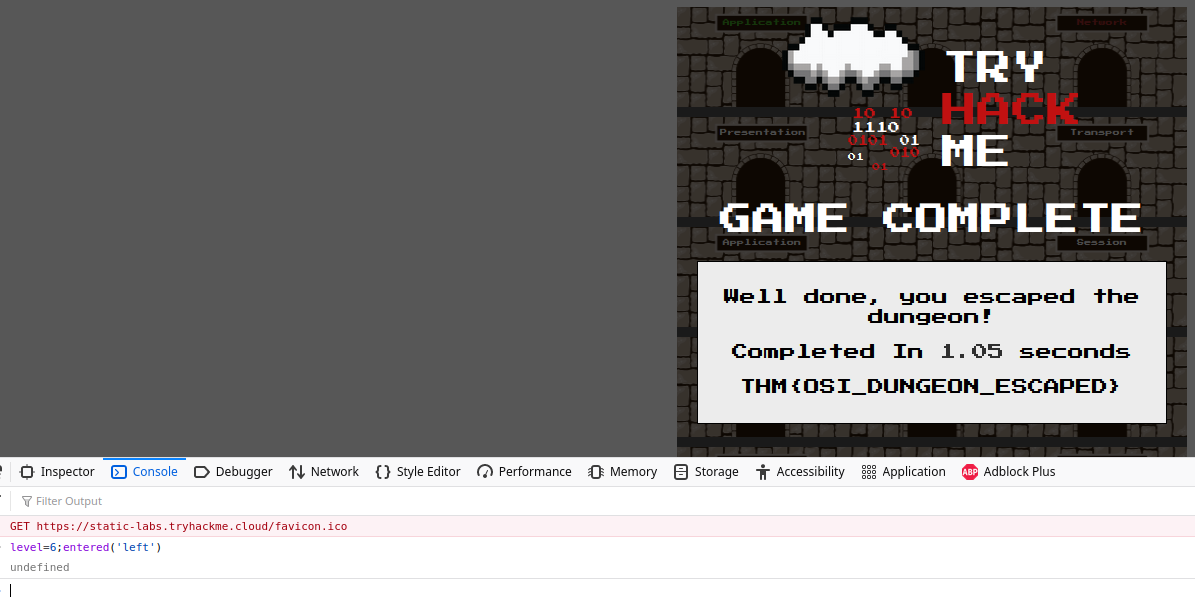 Application
Network
TRY
HACK
ME
10 10
1110
0101 01
01 010
01
Presentation
Transport
GAME COMPLETE
Application
Session
Well done, you escaped the
dungeon!
Completed In 1.05 seconds
THM{OSI_DUNGEON_ESCAPED}
Inspector Console Debugger Network Style Editor Performance Memory Storage Accessibility Application ABP Adblock Plus
Filter Output
GET https://static-labs.tryhackme.cloud/favicon.ico
level=6;entered('left')
undefined